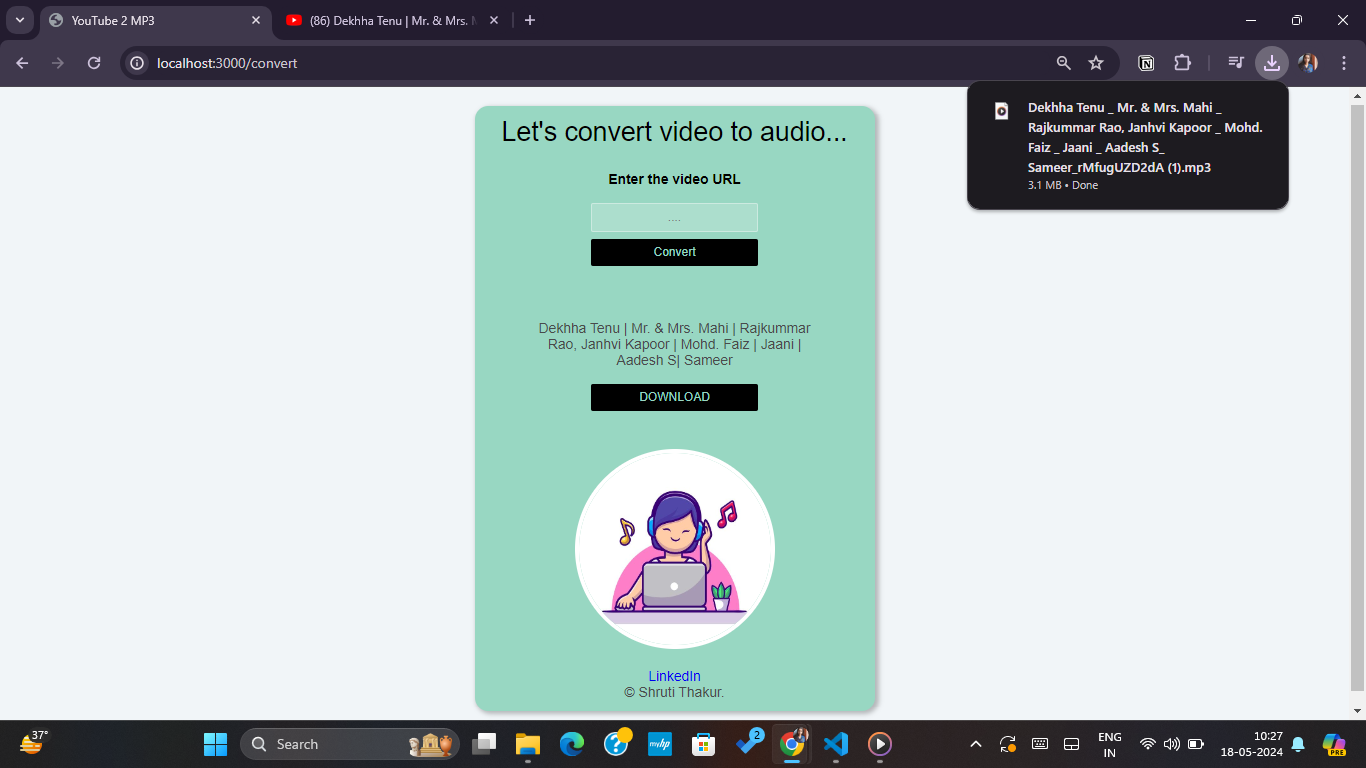 YouTube 2 MP3
(86) Dekhha Tenu | Mr. & Mrs. M
localhost:3000/convert
Dekhha Tenu _ Mr. & Mrs. Mahi _
Rajkummar Rao, Janhvi Kapoor _ Mohd.
Faiz _ Jaani _ Aadesh S_
Sameer_rMfugUZD2dA (1).mp3
3.1 MB • Done
Let's convert video to audio...
Enter the video URL
....
Convert
Dekhha Tenu | Mr. & Mrs. Mahi | Rajkummar
Rao, Janhvi Kapoor | Mohd. Faiz | Jaani |
Aadesh S| Sameer
DOWNLOAD
LinkedIn
© Shruti Thakur.
37°
Search
myhp
2
ENG
IN
10:27
18-05-2024
PRE